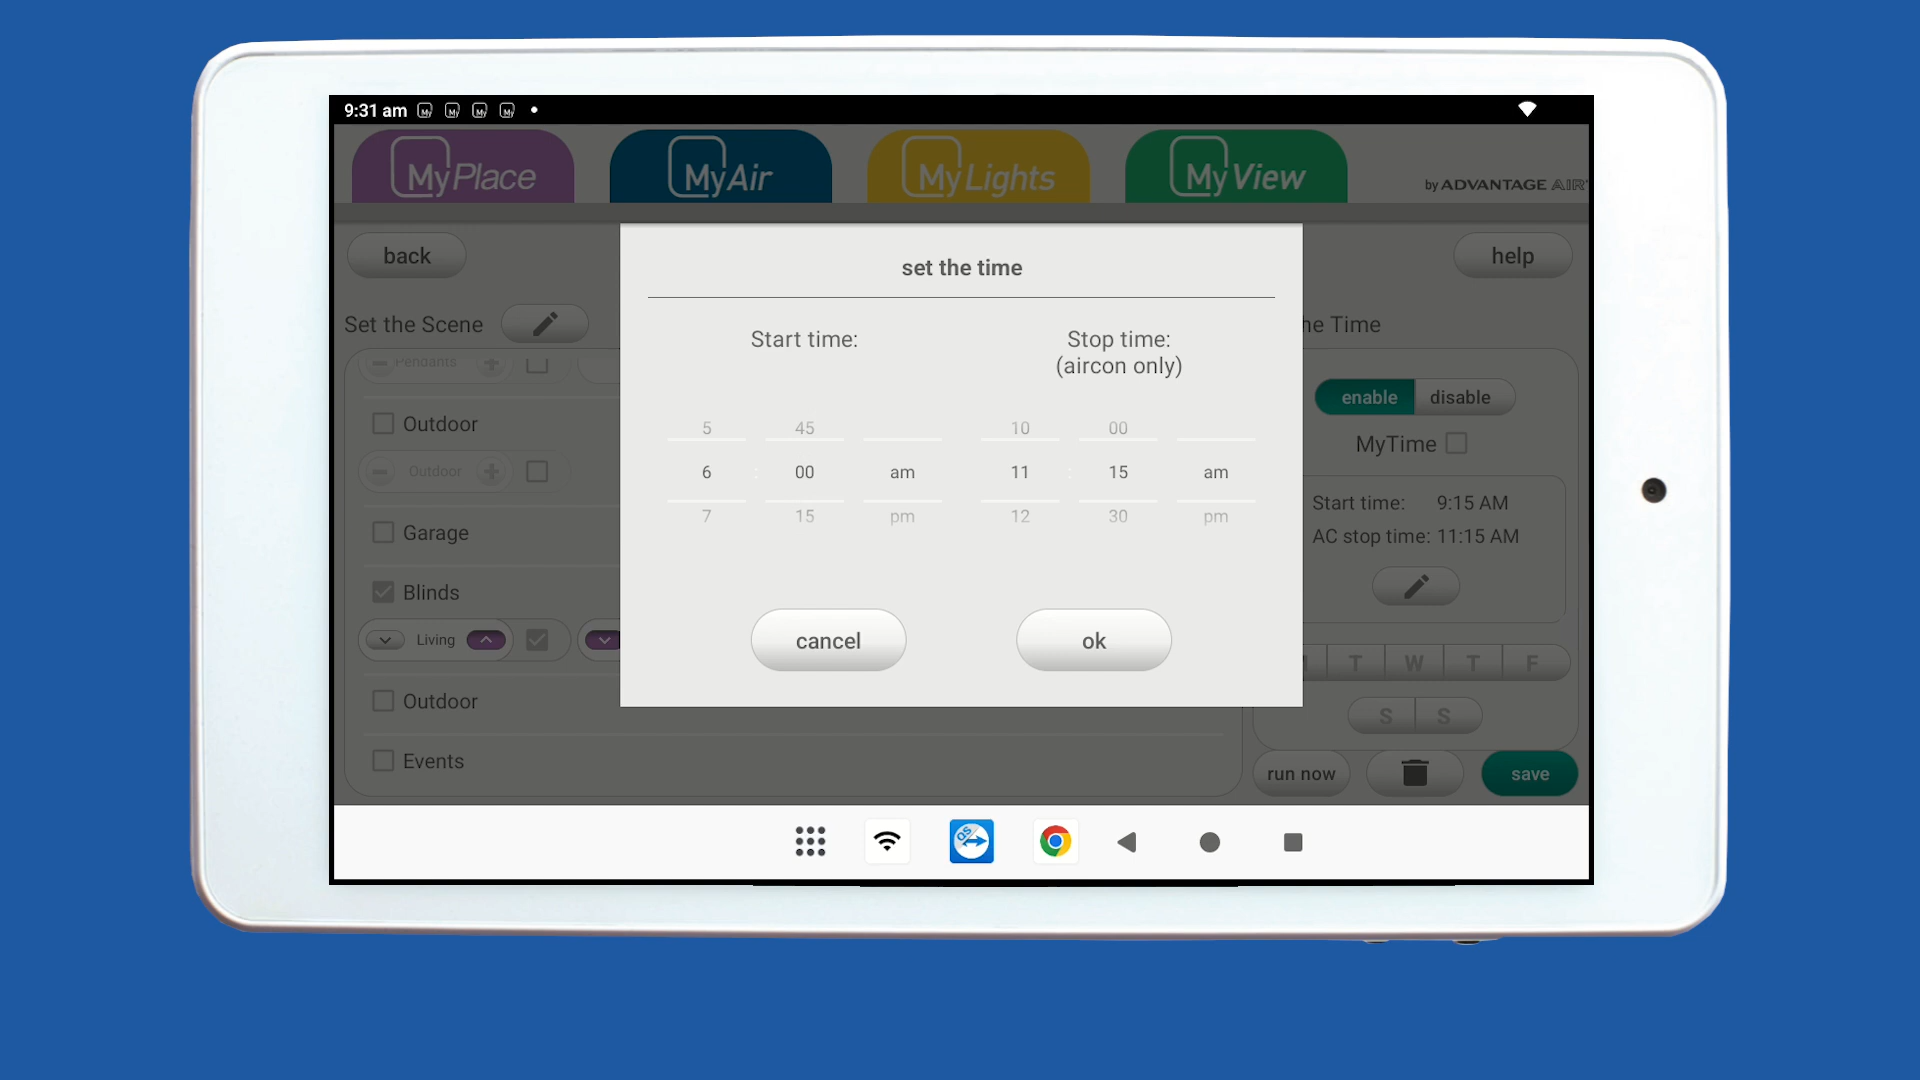 9:31 am
MyPlace
MyAir
MyLights
MyView
by ADVANTAGE AIR
back
help
set the time
Set the Scene
he Time
Start time:
Stop time:
(aircon only)
Pendants
5 45 10 00
6 : 00 am 11 : 15 am
7 15 pm 12 30 pm
enable disable
MyTime
Outdoor
Outdoor
Garage
Blinds
Living
Outdoor
Events
Start time: 9:15 AM
AC stop time: 11:15 AM
cancel
ok
T W T F
S S
run now
save